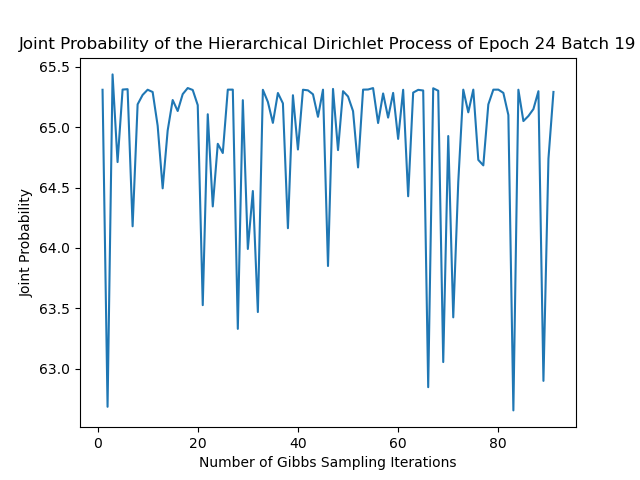 Joint Probability of the Hierarchical Dirichlet Process of Epoch 24 Batch 19
65.5
65.0
64.5
64.0
63.5
63.0
Joint Probability
0 20 40 60 80
Number of Gibbs Sampling Iterations